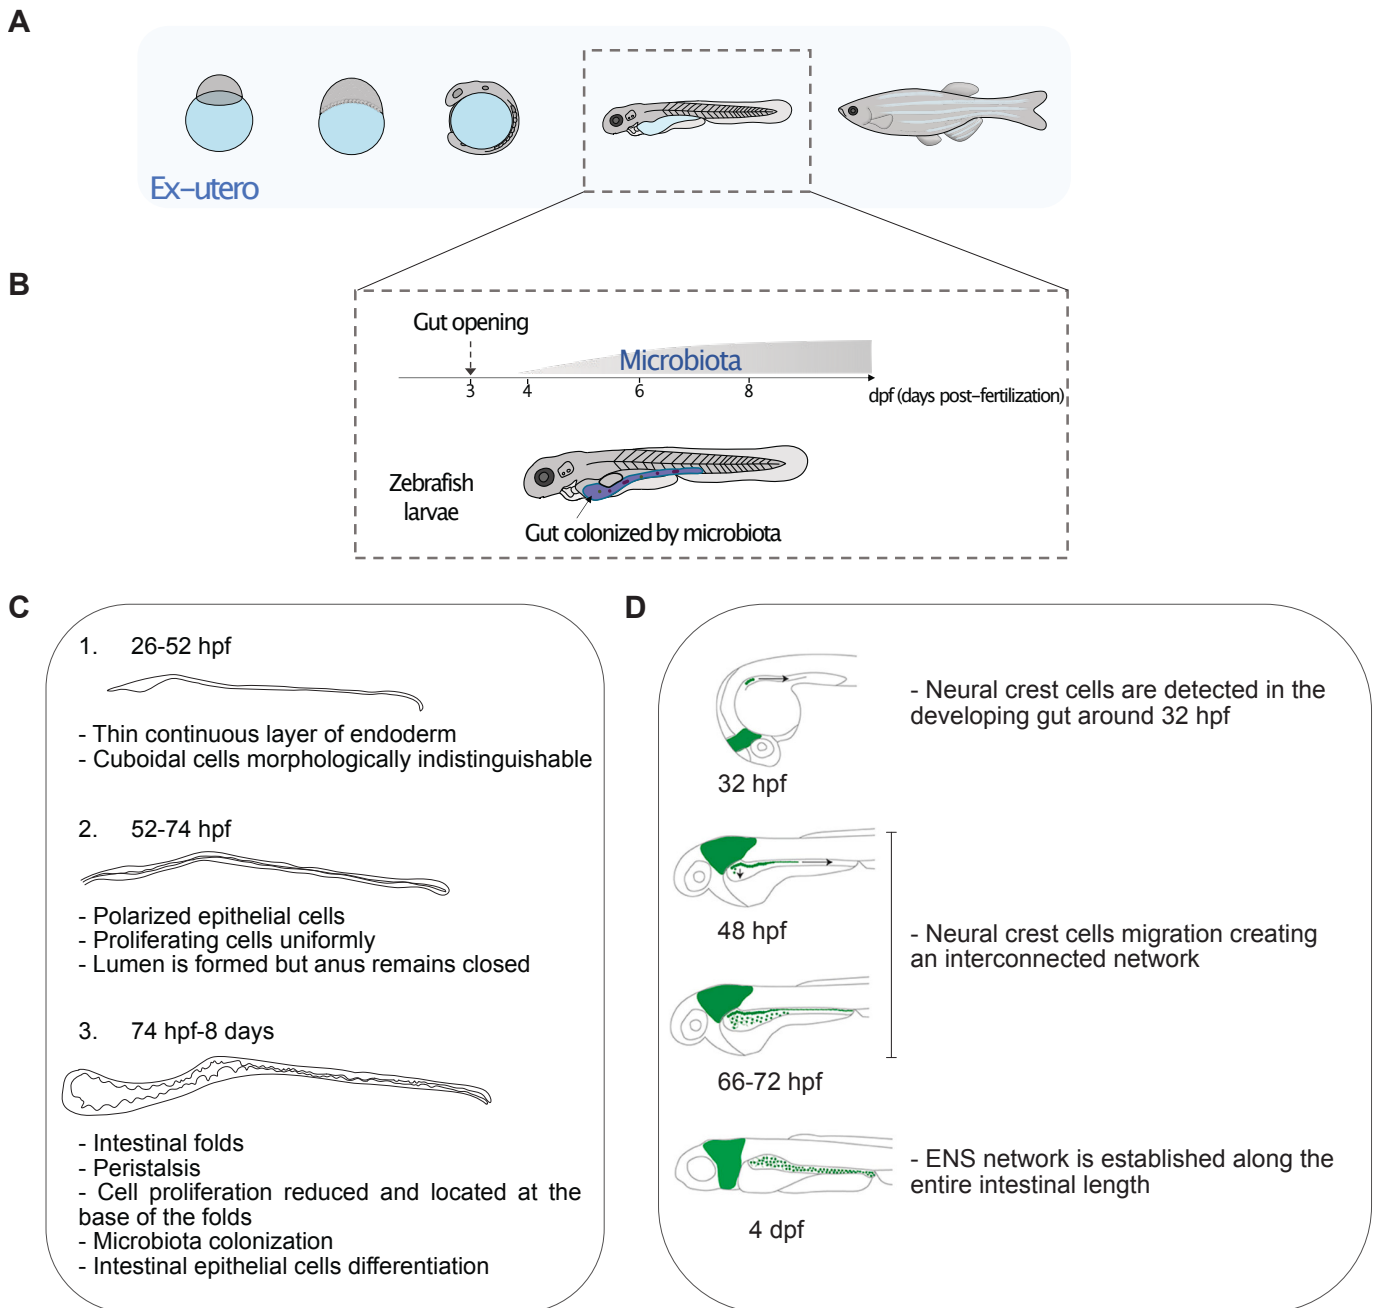 A
Ex-utero
B
Gut opening
Microbiota
3 4 6 8
dpf (days post-fertilization)
Zebrafish
larvae
Gut colonized by microbiota
C
1. 26-52 hpf
- Thin continuous layer of endoderm
- Cuboidal cells morphologically indistinguishable
2. 52-74 hpf
- Polarized epithelial cells
- Proliferating cells uniformly
- Lumen is formed but anus remains closed
3. 74 hpf-8 days
- Intestinal folds
- Peristalsis
- Cell proliferation reduced and located at the
base of the folds
- Microbiota colonization
- Intestinal epithelial cells differentiation
D
- Neural crest cells are detected in the
developing gut around 32 hpf
32 hpf
48 hpf
- Neural crest cells migration creating
an interconnected network
66-72 hpf
- ENS network is established along the
entire intestinal length
4 dpf